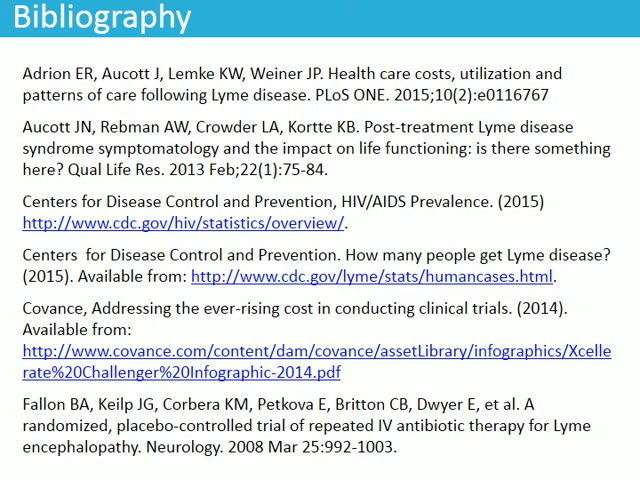 Bibliography
Adrion ER, Aucott J, Lemke KW, Weiner JP. Health care costs, utilization and
patterns of care following Lyme disease. PLoS ONE. 2015;10(2):e0116767
Aucott JN, Rebman AW, Crowder LA, Kortte KB. Post-treatment Lyme disease
syndrome symptomatology and the impact on life functioning: is there something
here? Qual Life Res. 2013 Feb;22(1):75-84.
Centers for Disease Control and Prevention, HIV/AIDS Prevalence. (2015)
http://www.cdc.gov/hiv/statistics/overview/.
Centers  for Disease Control and Prevention. How many people get Lyme disease?
(2015). Available from: http://www.cdc.gov/lyme/stats/humancases.html.
Covance, Addressing the ever-rising cost in conducting clinical trials. (2014).
Available from:
http://www.covance.com/content/dam/covance/assetLibrary/infographics/Xcelle
rate%20Challenger%20Infographic-2014.pdf
Fallon BA, Keilp JG, Corbera KM, Petkova E, Britton CB, Dwyer E, et al. A
randomized, placebo-controlled trial of repeated IV antibiotic therapy for Lyme
encephalopathy. Neurology. 2008 Mar 25:992-1003.